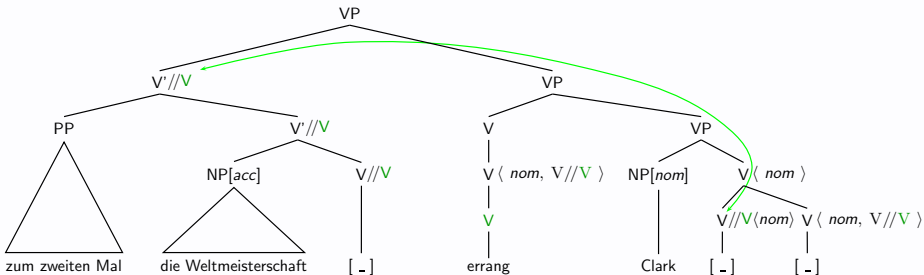 VP
V'//V VP
PP V'//V V VP
NP[acc] V//V V⟨ nom, V//V ⟩ NP[nom] V⟨ nom ⟩
V V//V⟨nom⟩ V⟨ nom, V//V ⟩
zum zweiten Mal die Weltmeisterschaft [ _ ] errang Clark [ _ ] [ _ ]